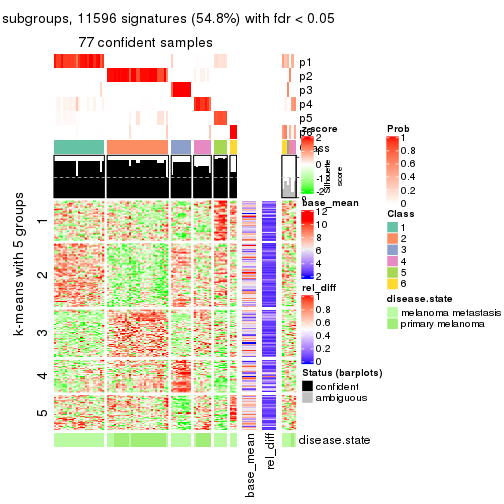 subgroups, 11596 signatures (54.8%) with fdr < 0.05
77 confident samples
p1
p2
p3
p4
p5
p6
Class
Silhouette
score
k-means with 5 groups
1
2
3
4
5
base_mean
rel_diff
disease.state
z-score
2
1
0
-1
-2
base_mean
12
10
8
6
4
2
rel_diff
1
0.8
0.6
0.4
0.2
0
Status (barplots)
confident
ambiguous
Prob
1
0.8
0.6
0.4
0.2
0
Class
1
2
3
4
5
6
disease.state
melanoma metastasis
primary melanoma